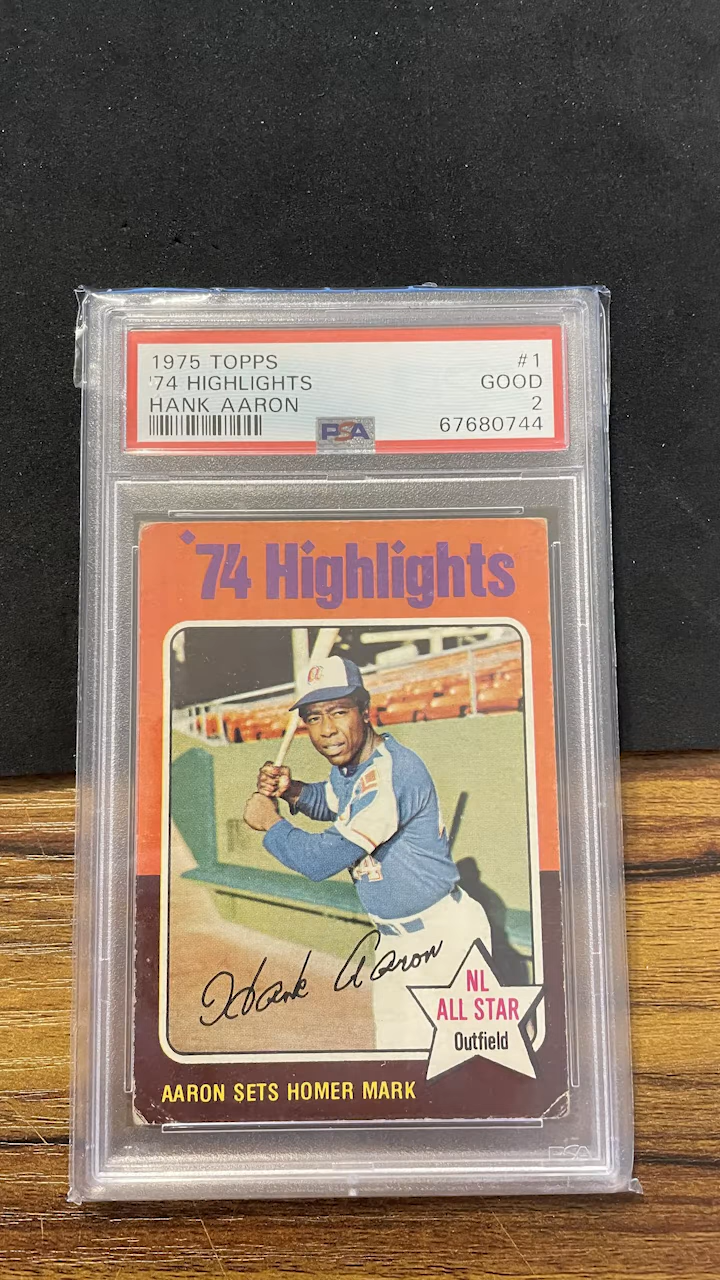 1975 TOPPS #1
'74 HIGHLIGHTS GOOD
HANK AARON 2
PSA 67680744
'74 Highlights
Hank Aaron
NL
ALL STAR
Outfield
AARON SETS HOMER MARK
PSA